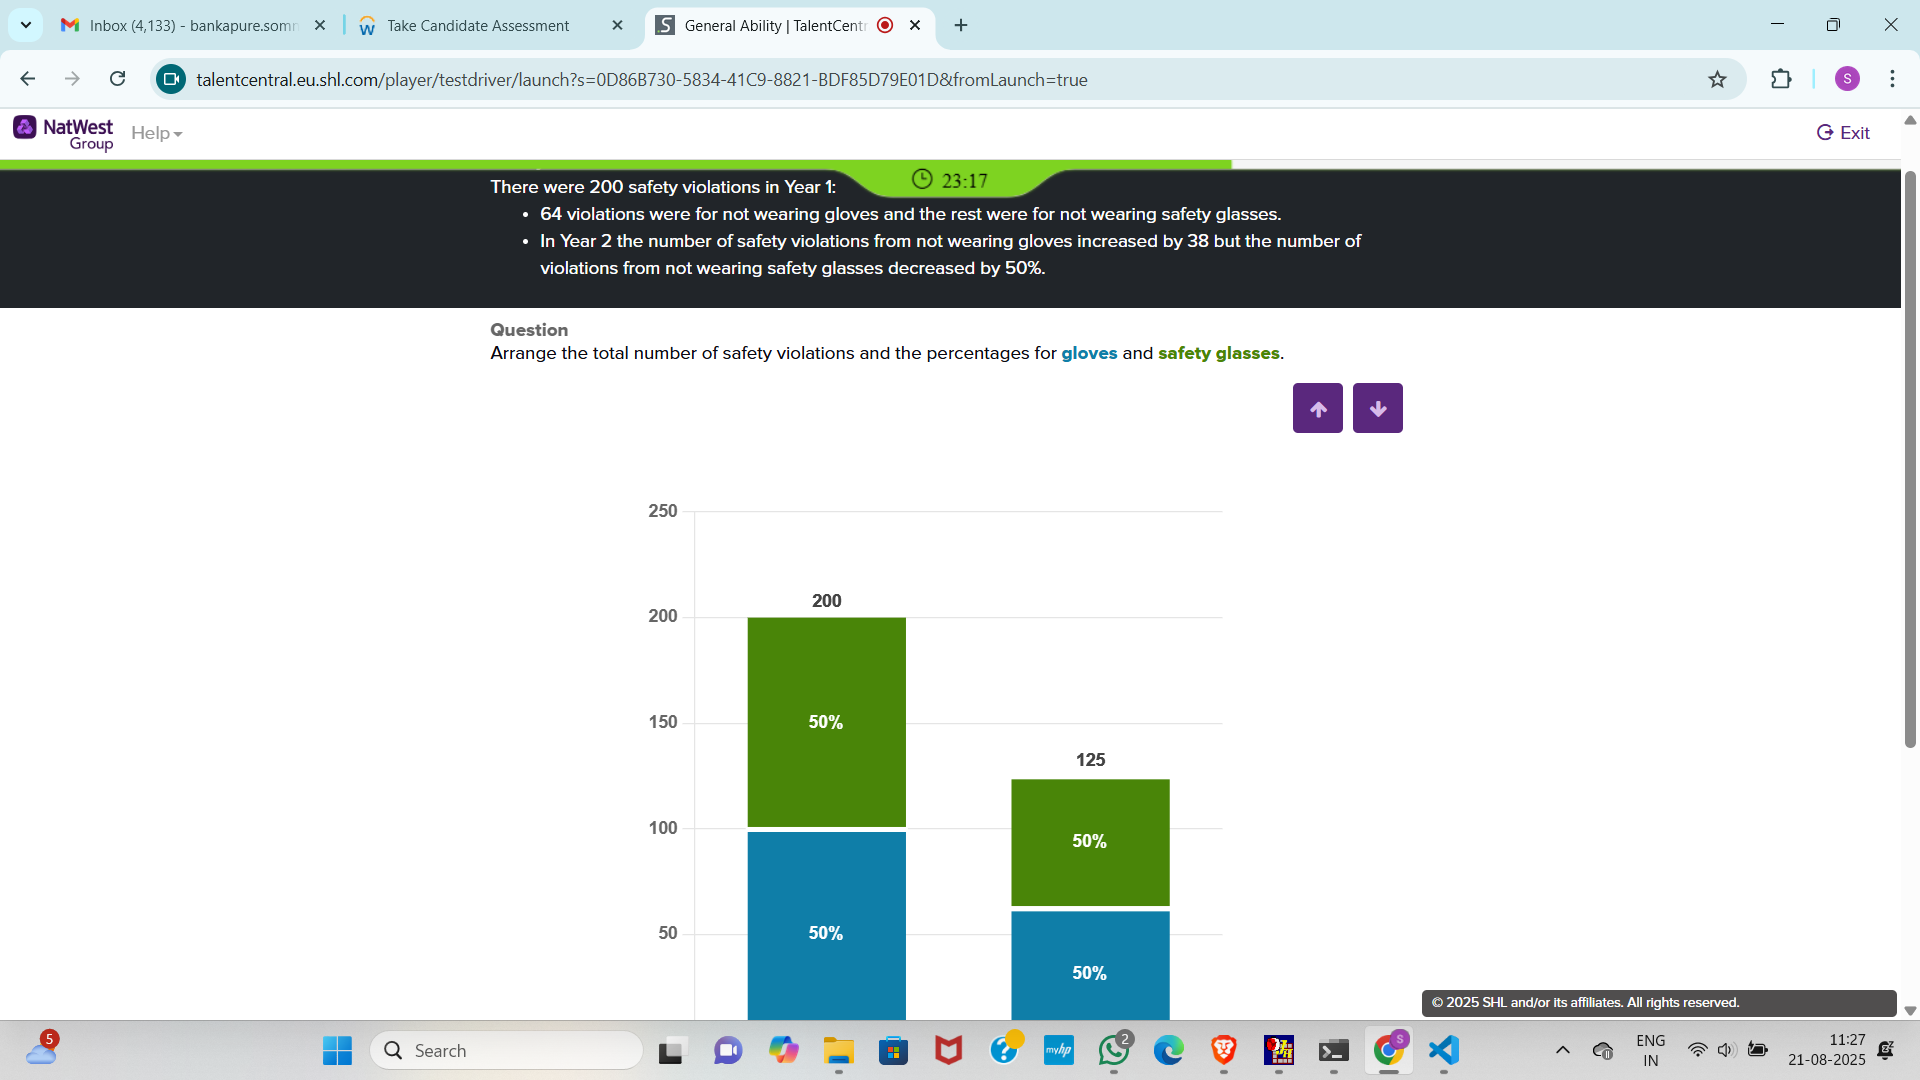 Inbox (4,133) - bankapure.somn
Take Candidate Assessment
General Ability | TalentCentr
talentcentral.eu.shl.com/player/testdriver/launch?s=0D86B730-5834-41C9-8821-BDF85D79E01D&fromLaunch=true
S
NatWest
Group
Help
Exit
23:17
There were 200 safety violations in Year 1:
• 64 violations were for not wearing gloves and the rest were for not wearing safety glasses.
• In Year 2 the number of safety violations from not wearing gloves increased by 38 but the number of
violations from not wearing safety glasses decreased by 50%.
Question
Arrange the total number of safety violations and the percentages for gloves and safety glasses.
250
200
200
150
50%
125
100
50%
50
50%
50%
© 2025 SHL and/or its affiliates. All rights reserved.
5
Search
myhp
2
S
ENG
IN
11:27
21-08-2025